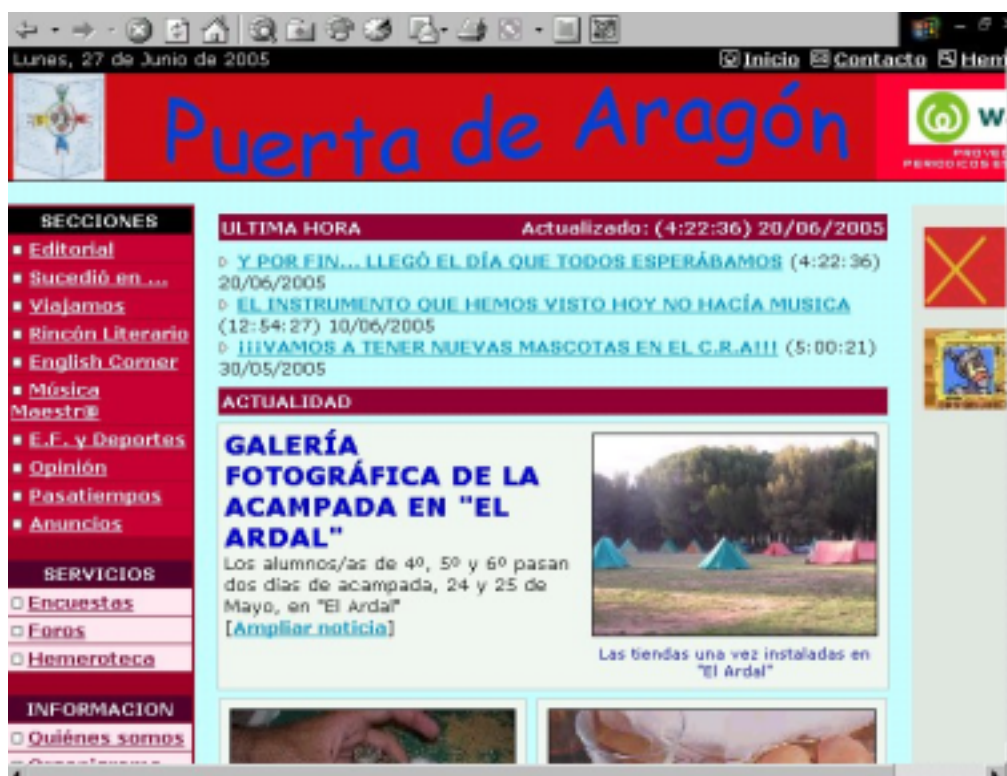 Lunes, 27 de Junio de 2005
Inicio Contacto Hem
Puerta de Aragón
W
PROYE
PERIODICOS E
SECCIONES
Editorial
Sucedió en ...
Viajamos
Rincón Literario
English Corner
Música
Maestr@
E.F. y Deportes
Opinión
Pasatiempos
Anuncios
SERVICIOS
Encuestas
Foros
Hemeroteca
INFORMACION
Quiénes somos
Organigrama
ULTIMA HORA Actualizado: (4:22:36) 20/06/2005
Y POR FIN... LLEGÓ EL DÍA QUE TODOS ESPERÁBAMOS (4:22:36)
20/06/2005
EL INSTRUMENTO QUE HEMOS VISTO HOY NO HACÍA MUSICA
(12:54:27) 10/06/2005
¡¡¡VAMOS A TENER NUEVAS MASCOTAS EN EL C.R.A!!! (5:00:21)
30/05/2005
ACTUALIDAD
GALERÍA
FOTOGRÁFICA DE LA
ACAMPADA EN "EL
ARDAL"
Los alumnos/as de 4º, 5º y 6º pasan
dos dias de acampada, 24 y 25 de
Mayo, en "El Ardal"
[Ampliar noticia]
Las tiendas una vez instaladas en
"El Ardal"